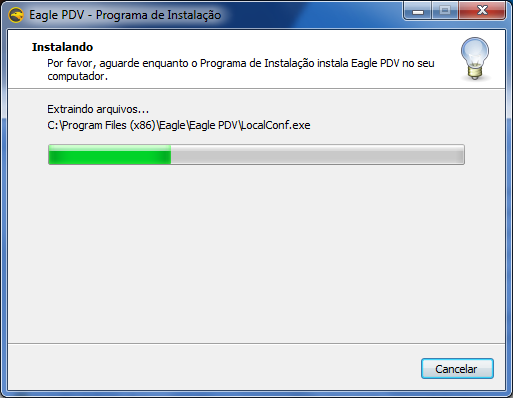 Eagle PDV - Programa de Instalação
Instalando
Por favor, aguarde enquanto o Programa de Instalação instala Eagle PDV no seu
computador.
Extraindo arquivos...
C:\Program Files (x86)\Eagle\Eagle PDV\LocalConf.exe
Cancelar